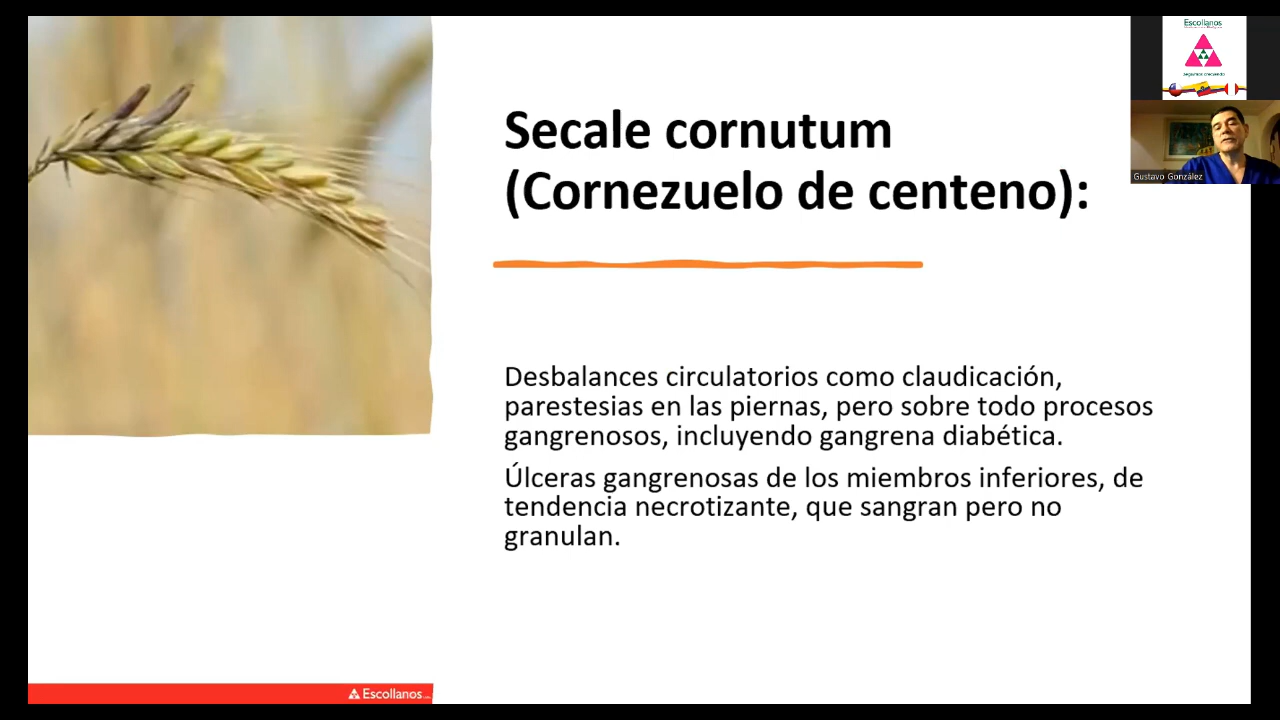 Secale cornutum
(Cornezuelo de centeno):
Desbalances circulatorios como claudicación,
parestesias en las piernas, pero sobre todo procesos
gangrenosos, incluyendo gangrena diabética.
Úlceras gangrenosas de los miembros inferiores, de
tendencia necrotizante, que sangran pero no
granulan.
Escollanos
Escollanos
Gustavo González